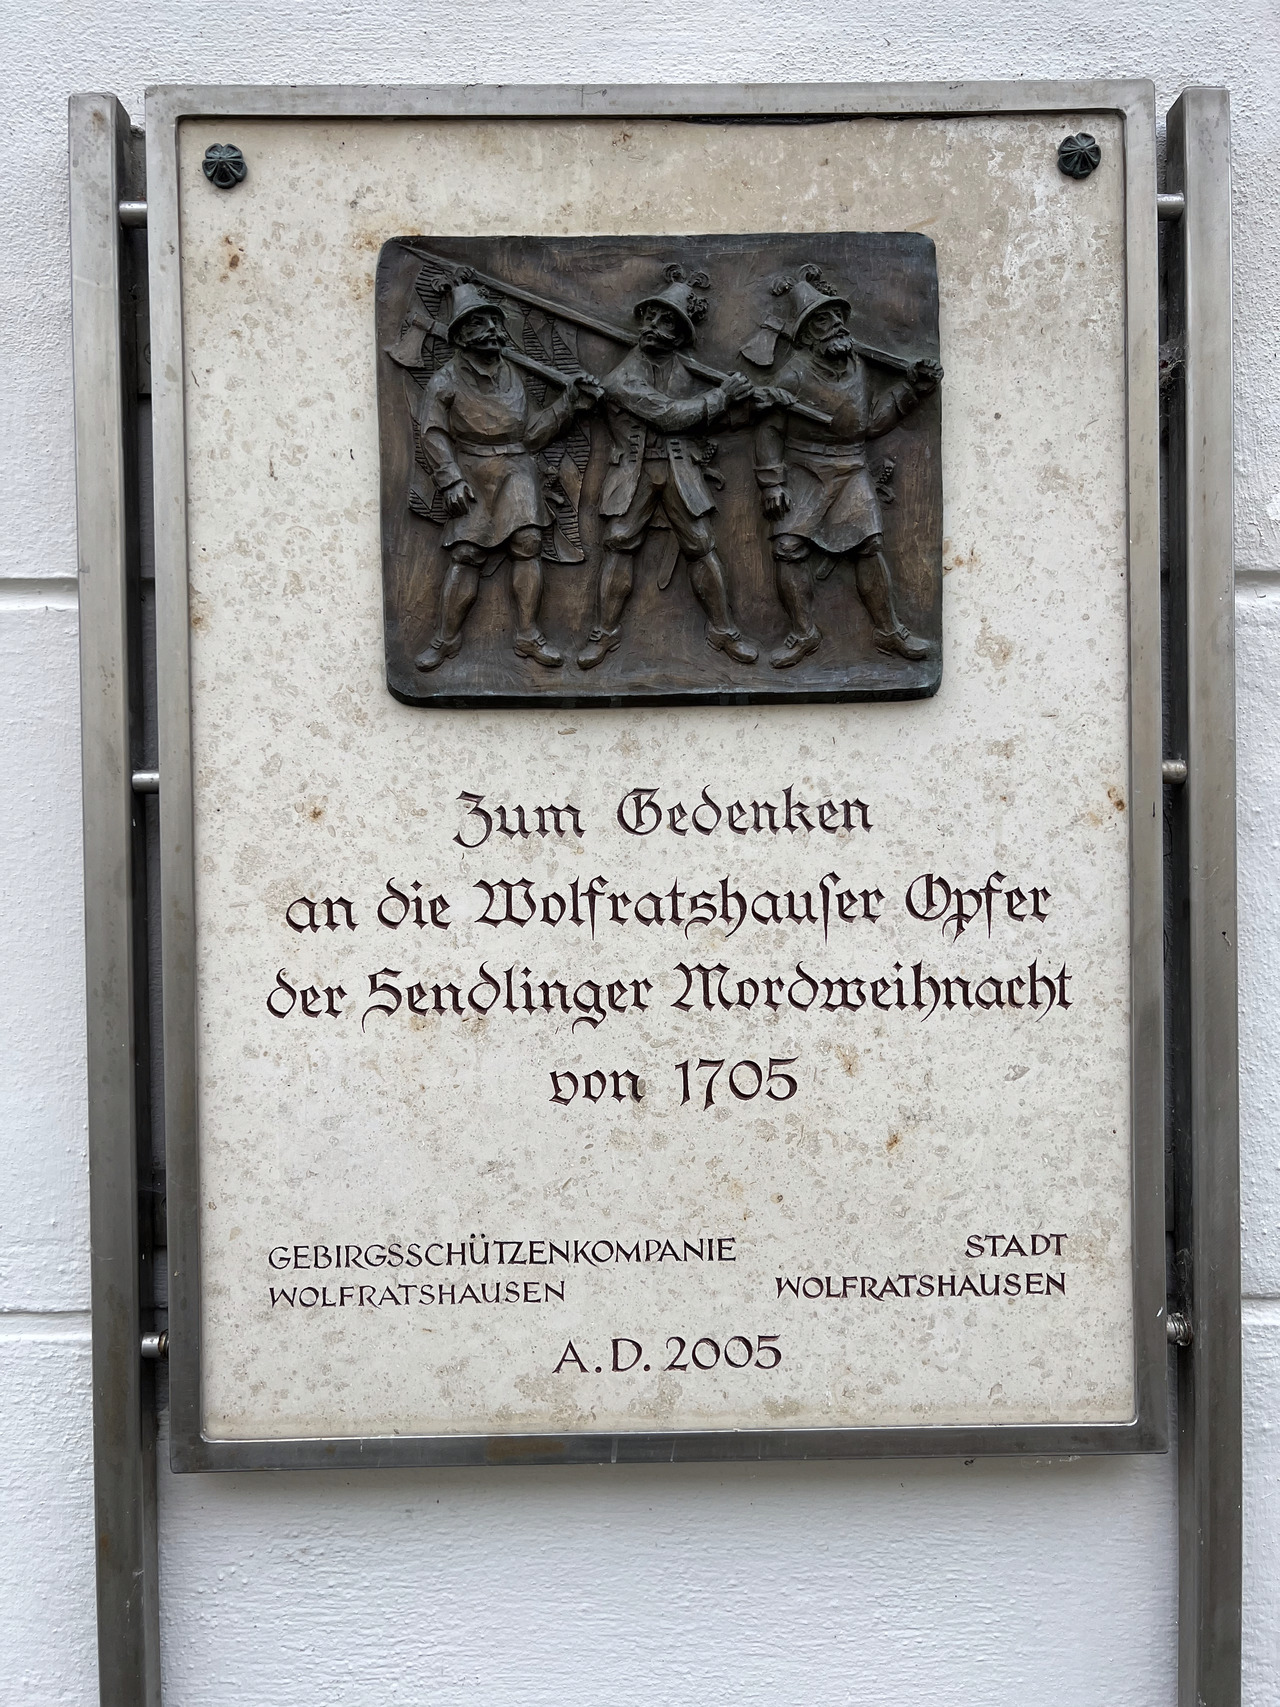 Zum Gedenken
an die Wolfratshauſer Opfer
der Sendlinger Mordweihnacht
von 1705
GEBIRGSSCHÜTZENKOMPANIE
WOLFRATSHAUSEN
STADT
WOLFRATSHAUSEN
A.D. 2005